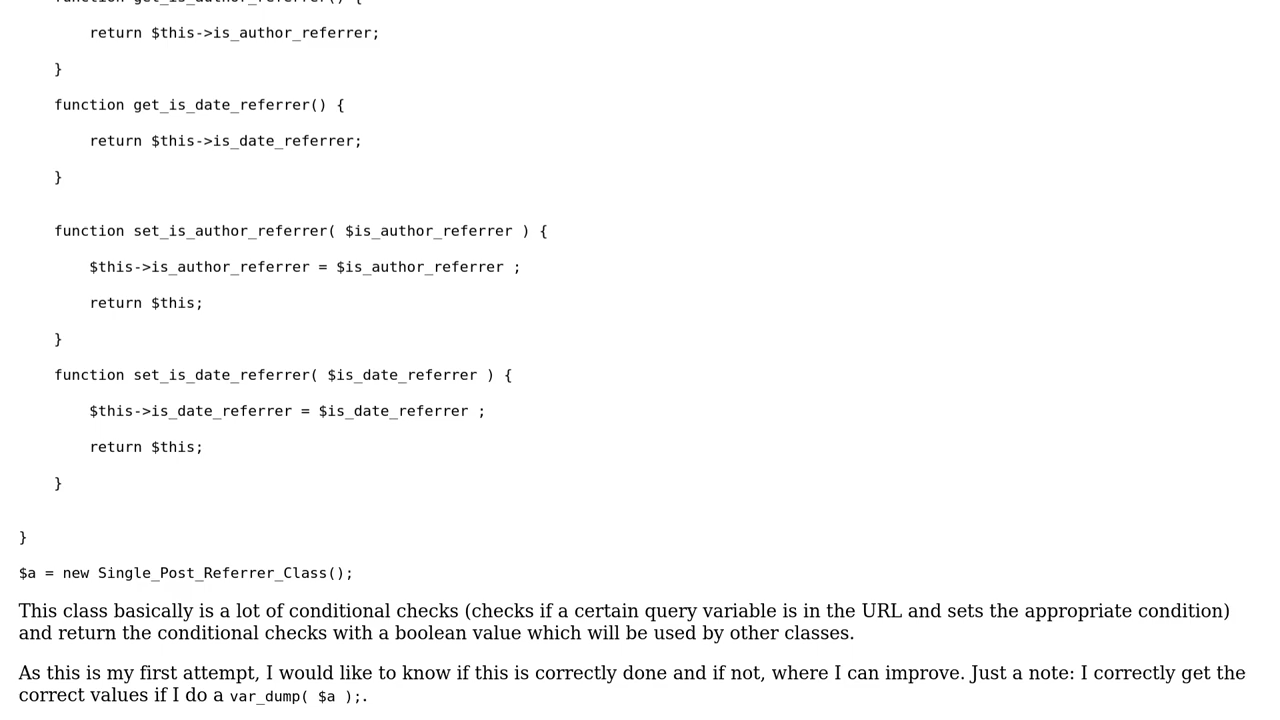 function get_is_author_referrer() {
return $this->is_author_referrer;
}
function get_is_date_referrer() {
return $this->is_date_referrer;
}
function set_is_author_referrer( $is_author_referrer ) {
$this->is_author_referrer = $is_author_referrer ;
return $this;
}
function set_is_date_referrer( $is_date_referrer ) {
$this->is_date_referrer = $is_date_referrer ;
return $this;
}
}
$a = new Single_Post_Referrer_Class();
This class basically is a lot of conditional checks (checks if a certain query variable is in the URL and sets the appropriate condition)
and return the conditional checks with a boolean value which will be used by other classes.
As this is my first attempt, I would like to know if this is correctly done and if not, where I can improve. Just a note: I correctly get the
correct values if I do a var_dump( $a );.